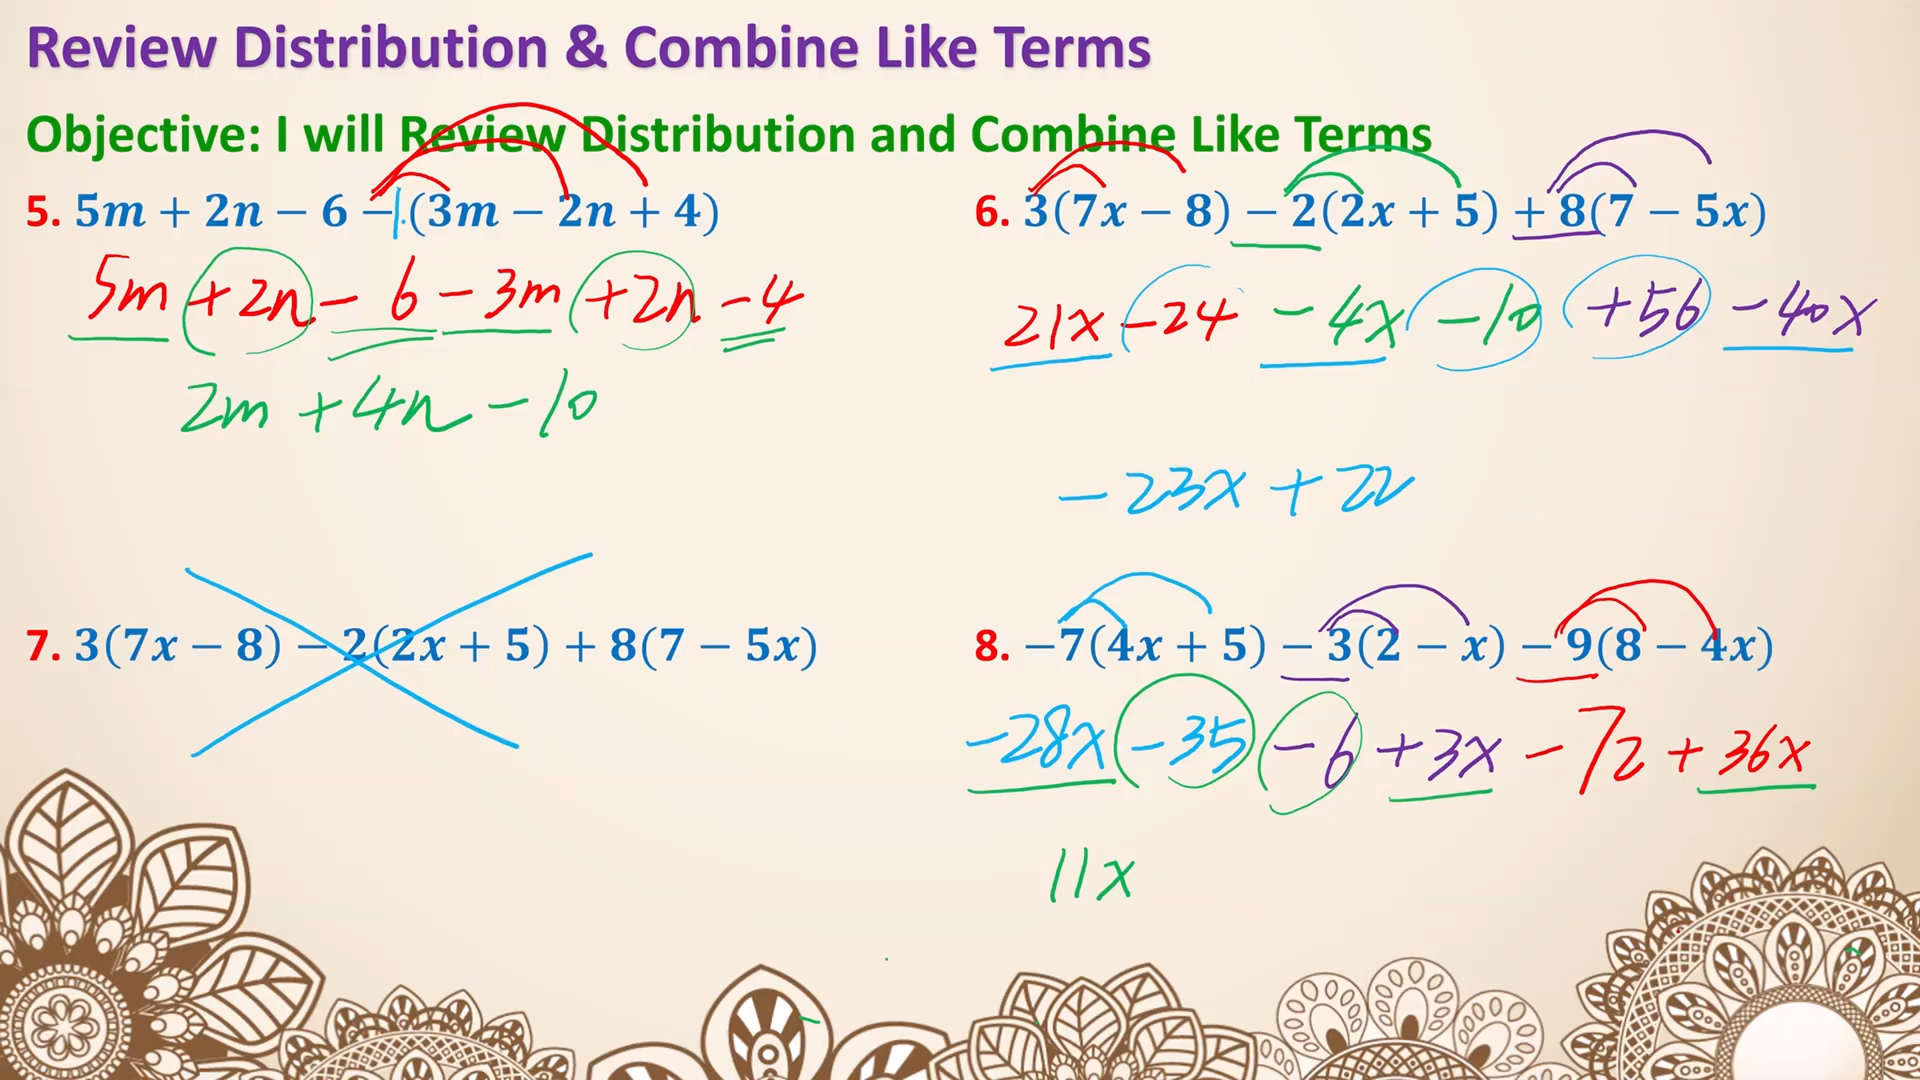 Review Distribution & Combine Like Terms
Objective: I will Review Distribution and Combine Like Terms
5. 5m + 2n − 6 −1·(3m − 2n + 4)
5m +2n − 6 − 3m +2n − 4
2m + 4n − 10
6. 3(7x − 8) − 2(2x + 5) + 8(7 − 5x)
21x −24 − 4x − 10 +56 − 40x
− 23x + 22
7. 3(7x − 8) − 2(2x + 5) + 8(7 − 5x)
8. −7(4x + 5) − 3(2 − x) − 9(8 − 4x)
−28x − 35 − 6 + 3x − 72 + 36x
11x